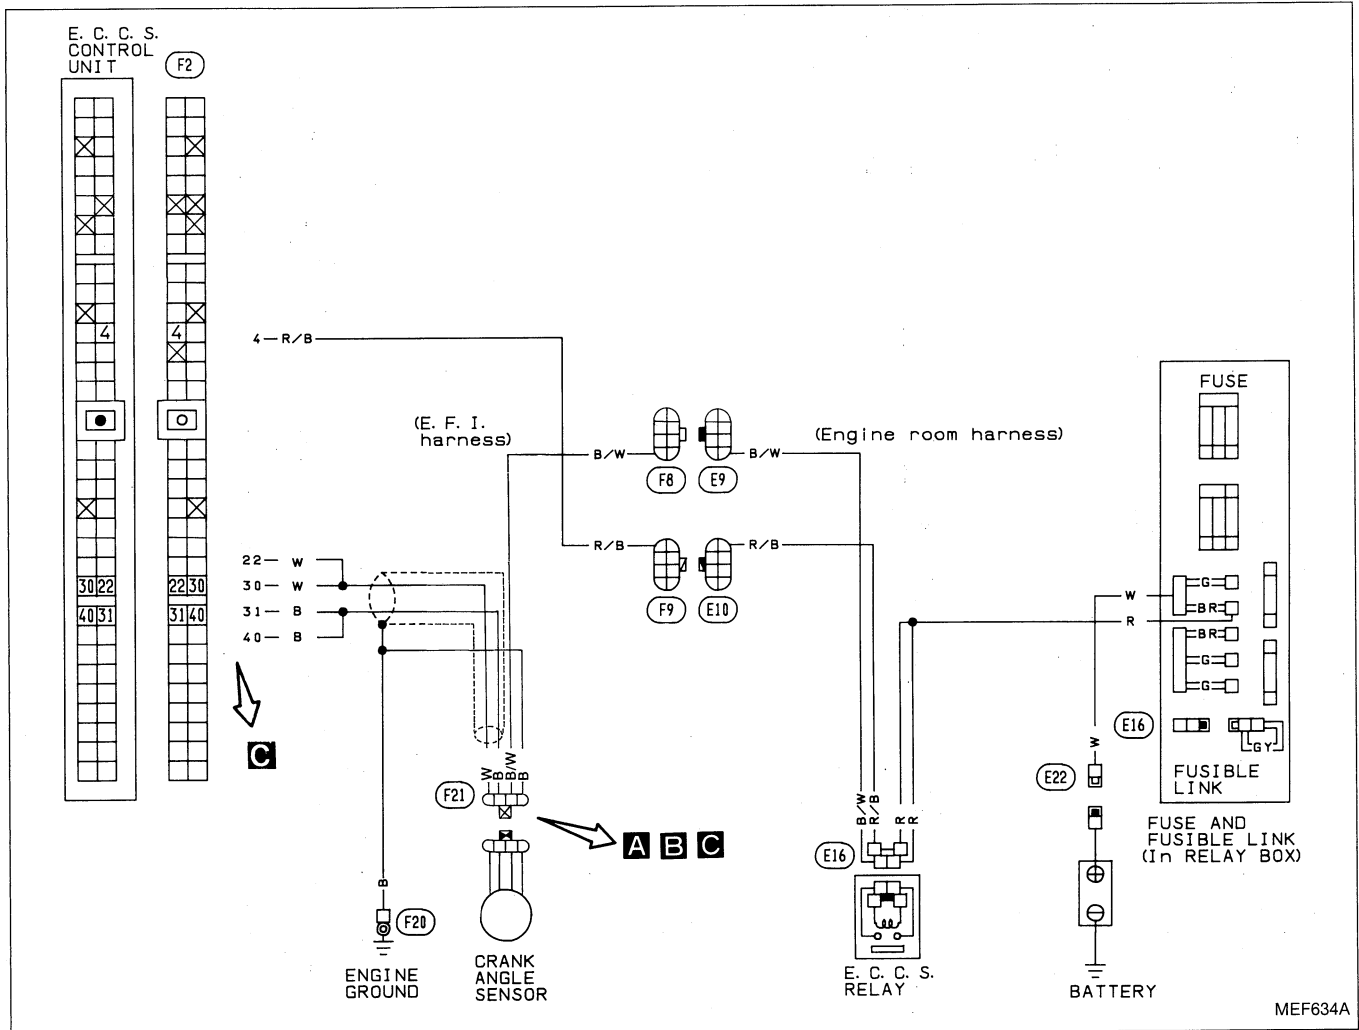 E. C. C. S.
CONTROL
UNIT
F2
4
4
4 R/B
(E. F. I.
harness)
(Engine room harness)
FUSE
B/W
F8
E9
B/W
R/B
F9
E10
R/B
22 W
30 W
31 B
40 B
30 22
40 31
22 30
31 40
W
R
G
BR
BR
G
G
E16
GY
FUSIBLE
LINK
FUSE AND
FUSIBLE LINK
(In RELAY BOX)
W
E22
C
W
B
B/W
B
F21
A B C
B/W
R/B
R
R
E16
B
F20
ENGINE
GROUND
CRANK
ANGLE
SENSOR
E. C. C. S.
RELAY
BATTERY
MEF634A